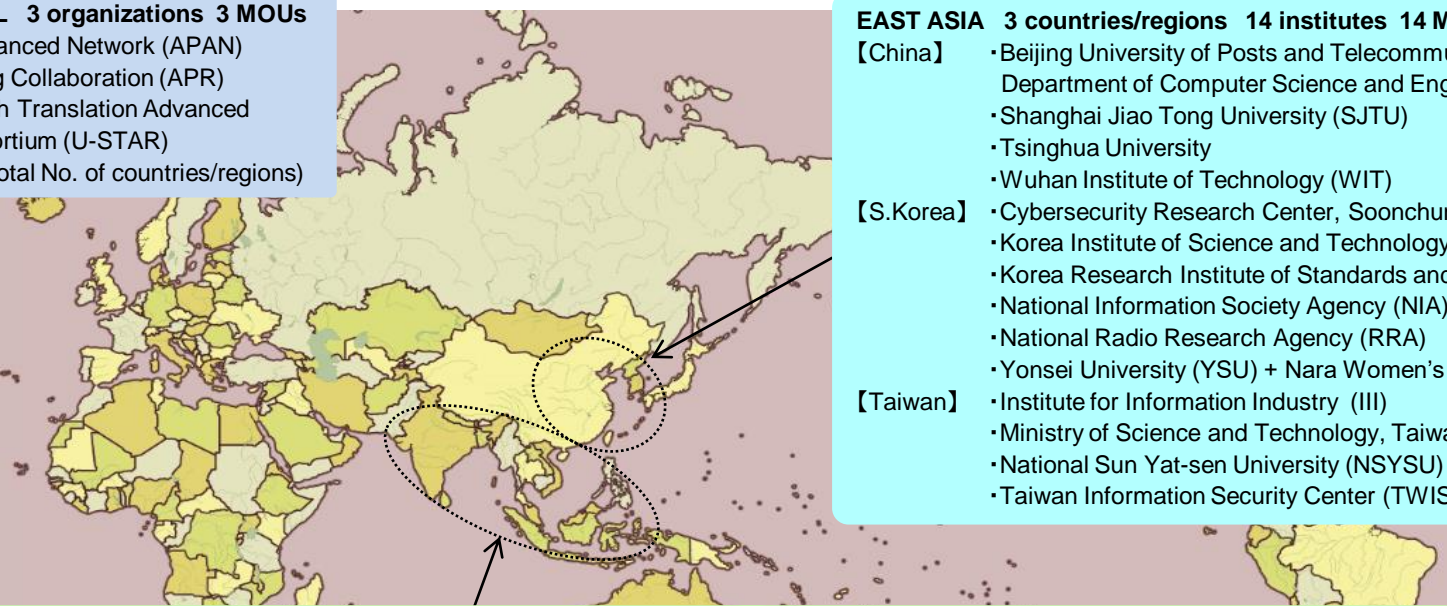 L 3 organizations 3 MOUs
anced Network (APAN)
g Collaboration (APR)
h Translation Advanced
ortium (U-STAR)
otal No. of countries/regions)
EAST ASIA 3 countries/regions 14 institutes 14 M
【China】 ・Beijing University of Posts and Telecommu
Department of Computer Science and Eng
・Shanghai Jiao Tong University (SJTU)
・Tsinghua University
・Wuhan Institute of Technology (WIT)
【S.Korea】 ・Cybersecurity Research Center, Soonchun
・Korea Institute of Science and Technology
・Korea Research Institute of Standards and
・National Information Society Agency (NIA)
・National Radio Research Agency (RRA)
・Yonsei University (YSU) + Nara Women's
【Taiwan】 ・Institute for Information Industry (III)
・Ministry of Science and Technology, Taiwa
・National Sun Yat-sen University (NSYSU)
・Taiwan Information Security Center (TWIS